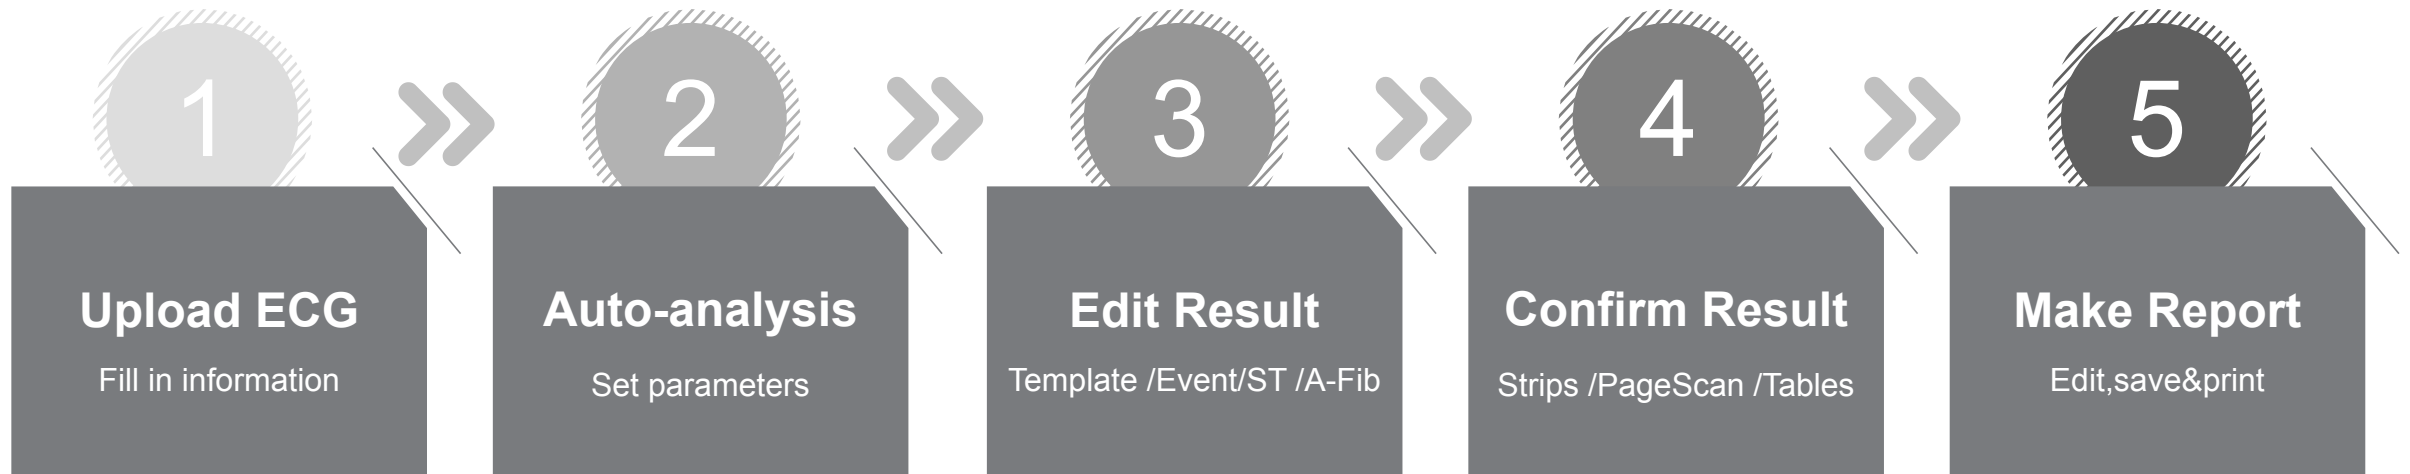 1
2
3
4
5
Upload ECG
Fill in information
Auto-analysis
Set parameters
Edit Result
Template /Event/ST /A-Fib
Confirm Result
Strips /PageScan /Tables
Make Report
Edit,save&print